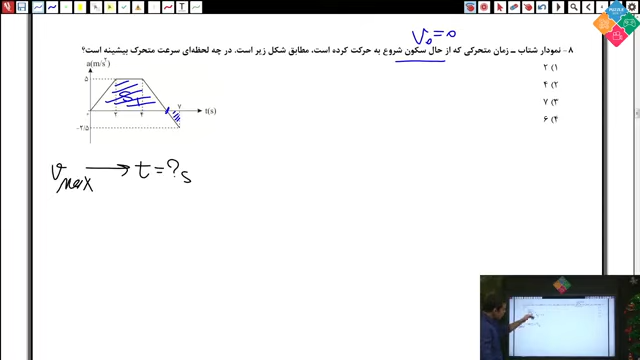 V₀ = 0
۸- نمودار شتاب ــ زمان متحرکی که از حال سکون شروع به حرکت کرده است، مطابق شکل زیر است. در چه لحظه‌ای سرعت متحرک بیشینه است؟
۱) ۲
۲) ۴
۳) ۷
۴) ۶
a(m/s²)
۵
S₁
۷
۲
۴
t(s)
-۲/۵
V max → t = ? s